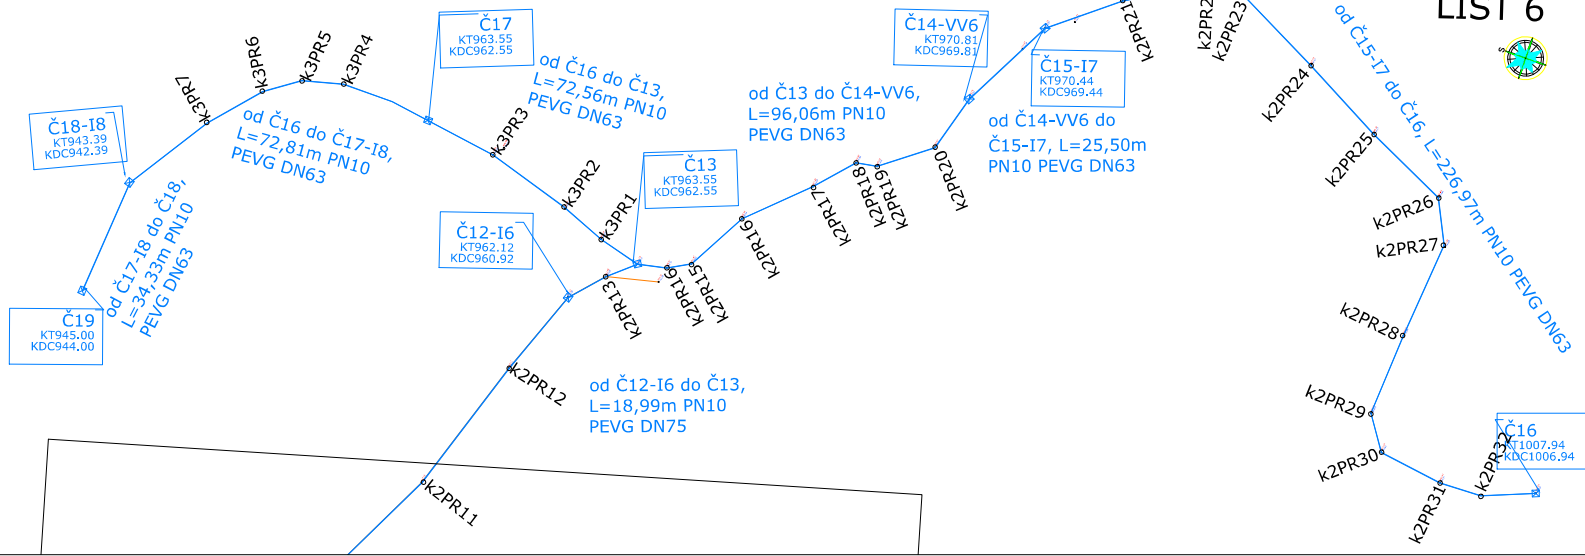 LIST 6
S
Č17
KT963.55
KDC962.55
Č14-VV6
KT970.81
KDC969.81
Č15-I7
KT970.44
KDC969.44
Č18-I8
KT943.39
KDC942.39
Č13
KT963.55
KDC962.55
Č12-I6
KT962.12
KDC960.92
Č19
KT945.00
KDC944.00
Č16
KT1007.94
KDC1006.94
od Č16 do Č13,
L=72,56m PN10
PEVG DN63
od Č16 do Č17-I8,
L=72,81m PN10
PEVG DN63
od Č17-I8 do Č18,
L=34,33m PN10
PEVG DN63
od Č13 do Č14-VV6,
L=96,06m PN10
PEVG DN63
od Č14-VV6 do
Č15-I7, L=25,50m
PN10 PEVG DN63
od Č15-I7 do Č16, L=226,97m PN10 PEVG DN63
od Č12-I6 do Č13,
L=18,99m PN10
PEVG DN75
k3PR7
k3PR6
k3PR5
k3PR4
k3PR3
k3PR2
k3PR1
k2PR11
k2PR12
k2PR13
k2PR16
k2PR15
k2PR16
k2PR17
k2PR18
k2PR19
k2PR20
k2PR21
k2PR23
k2PR24
k2PR25
k2PR26
k2PR27
k2PR28
k2PR29
k2PR30
k2PR31
k2PR32